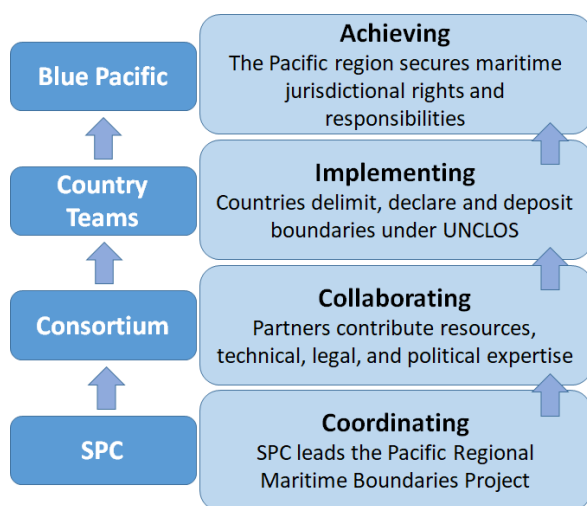 Blue Pacific
Achieving
The Pacific region secures maritime
jurisdictional rights and
responsibilities
Country
Teams
Implementing
Countries delimit, declare and deposit
boundaries under UNCLOS
Consortium
Collaborating
Partners contribute resources,
technical, legal, and political expertise
SPC
Coordinating
SPC leads the Pacific Regional
Maritime Boundaries Project